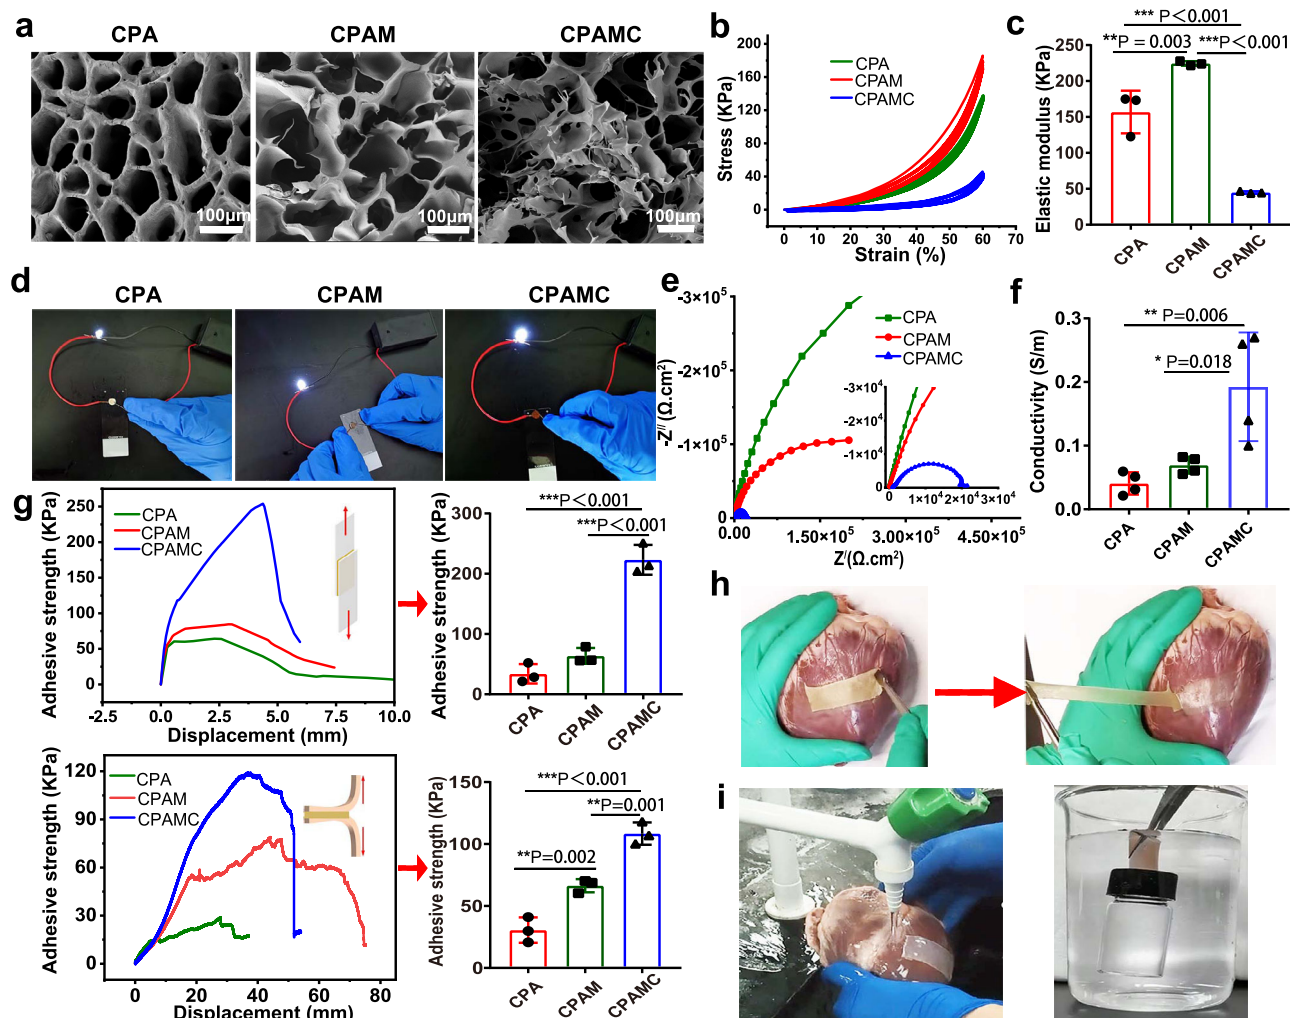 a
CPA
CPAM
CPAMC
100μm
100μm
100μm
b
Stress (KPa)
200
160
120
80
40
0
CPA
CPAM
CPAMC
0 10 20 30 40 50 60 70
Strain (%)
c
Elastic modulus (KPa)
*** P<0.001
**P = 0.003
***P<0.001
250
200
150
100
50
0
CPA
CPAM
CPAMC
d
CPA
CPAM
CPAMC
e
-Z^//(Ω.cm²)
-3×10⁵
-2×10⁵
-1×10⁵
0
CPA
CPAM
CPAMC
-3×10⁴
-2×10⁴
-1×10⁴
0
0 1×10⁴ 2×10⁴ 3×10⁴
0.00 1.50×10⁵ 3.00×10⁵ 4.50×10⁵
Z^/(Ω.cm²)
f
Conductivity (S/m)
** P=0.006
* P=0.018
0.3
0.2
0.1
0.0
CPA
CPAM
CPAMC
g
Adhesive strength (KPa)
250
200
150
100
50
0
CPA
CPAM
CPAMC
-2.5 0.0 2.5 5.0 7.5 10.0
Displacement (mm)
Adhesive strength (KPa)
***P<0.001
***P<0.001
300
200
100
0
CPA
CPAM
CPAMC
Adhesive strength (KPa)
120
90
60
30
0
CPA
CPAM
CPAMC
0 20 40 60 80
Displacement (mm)
Adhesive strength (KPa)
***P<0.001
**P=0.001
**P=0.002
150
100
50
0
CPA
CPAM
CPAMC
h
i